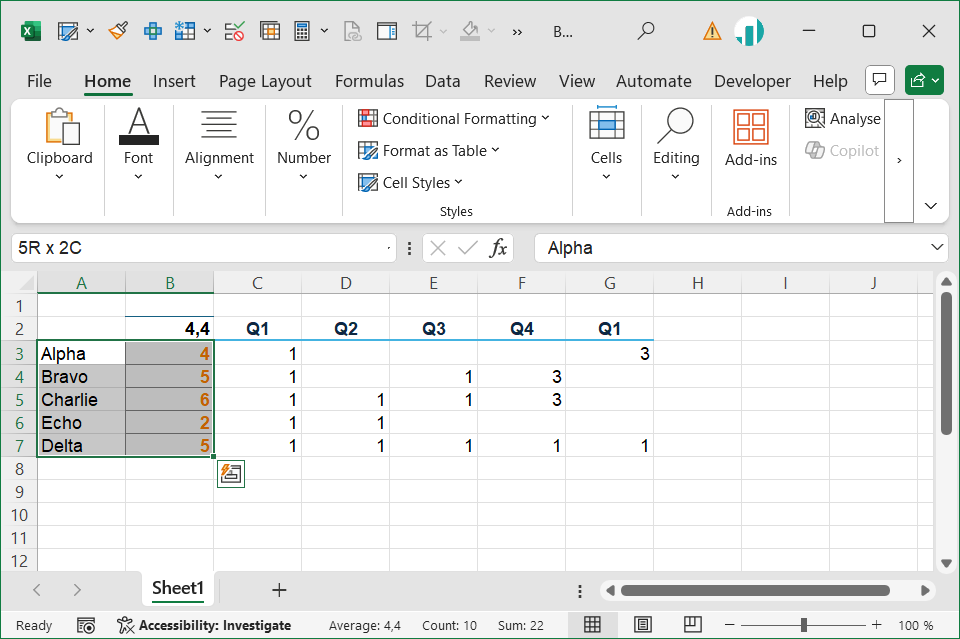 B...
File Home Insert Page Layout Formulas Data Review View Automate Developer Help
Clipboard Font Alignment Number Conditional Formatting Format as Table Cell Styles Styles Cells Editing Add-ins Add-ins Analyse Copilot
5R x 2C fx Alpha
A B C D E F G H I J
1
2 4,4 Q1 Q2 Q3 Q4 Q1
3 Alpha 4 1 3
4 Bravo 5 1 1 3
5 Charlie 6 1 1 1 3
6 Echo 2 1 1
7 Delta 5 1 1 1 1 1
8
9
10
11
12
Sheet1
Ready Accessibility: Investigate Average: 4,4 Count: 10 Sum: 22 100 %